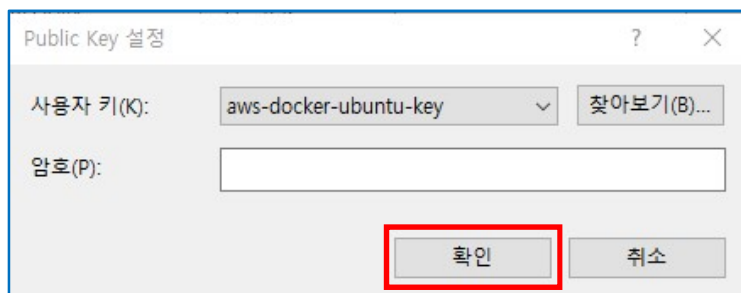 Public Key 설정
사용자 키(K): aws-docker-ubuntu-key 찾아보기(B)...
암호(P):
확인 취소